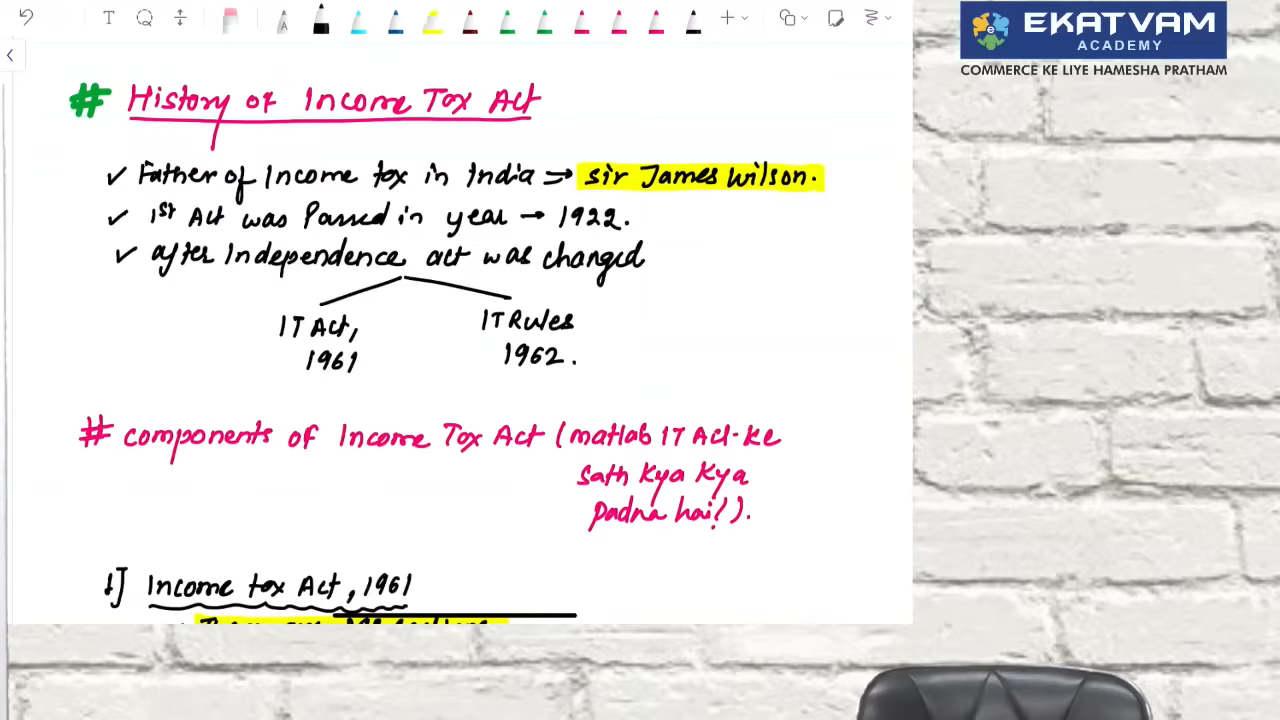 EKATVAM
ACADEMY
COMMERCE KE LIYE HAMESHA PRATHAM
# History of Income Tax Act
✓ Father of Income tax in India => sir James wilson.
✓ 1st Act was Passed in year → 1922.
✓ after Independence act was changed
IT Act, IT Rules
1961 1962.
# components of Income Tax Act (matlab IT Act-ke
sath kya kya
padna hai!).
1] Income tax Act, 1961